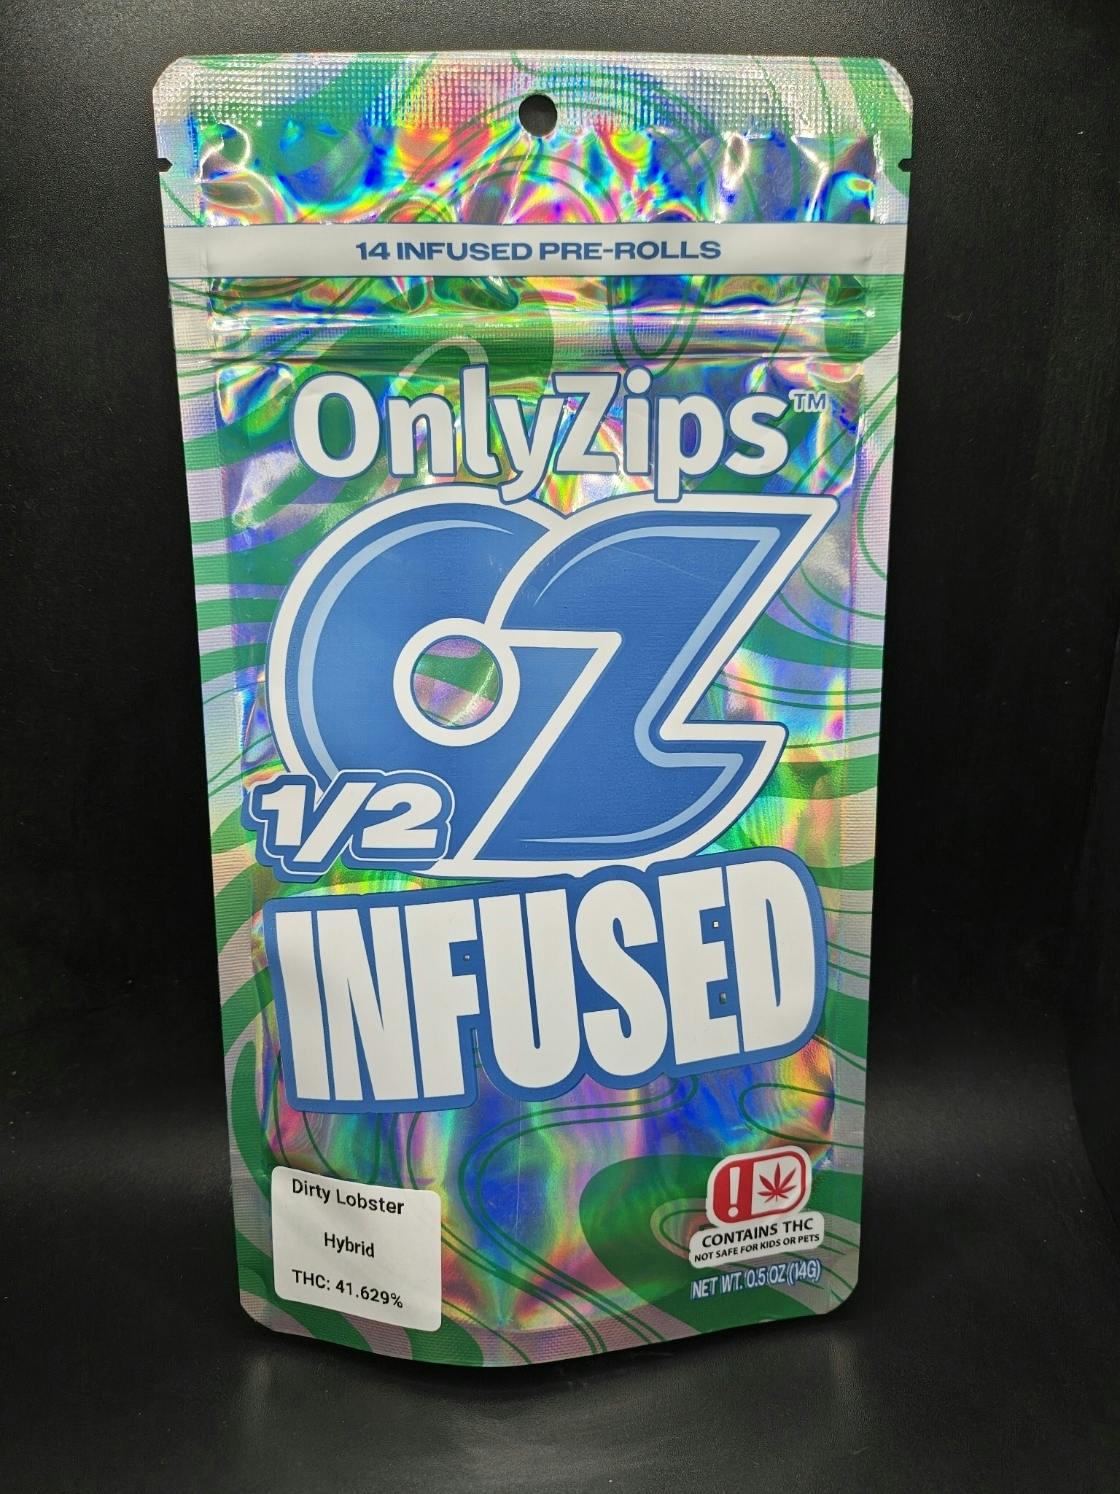 14 INFUSED PRE-ROLLS
OnlyZips™
OZ
1/2
INFUSED
Dirty Lobster
Hybrid
THC: 41.629%
!
CONTAINS THC
NOT SAFE FOR KIDS OR PETS
NET WT. 0.5 OZ (14G)